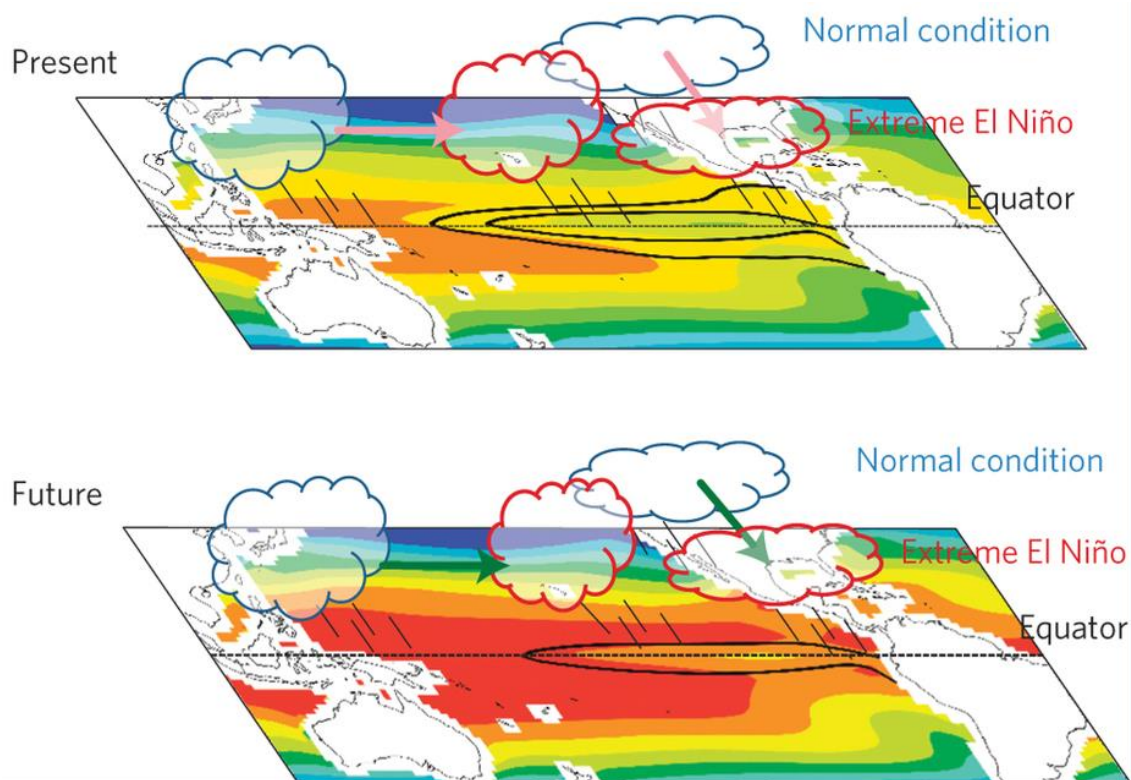 Normal condition
Present
Extreme El Niño
Equator
Normal condition
Future
Extreme El Niño
Equator